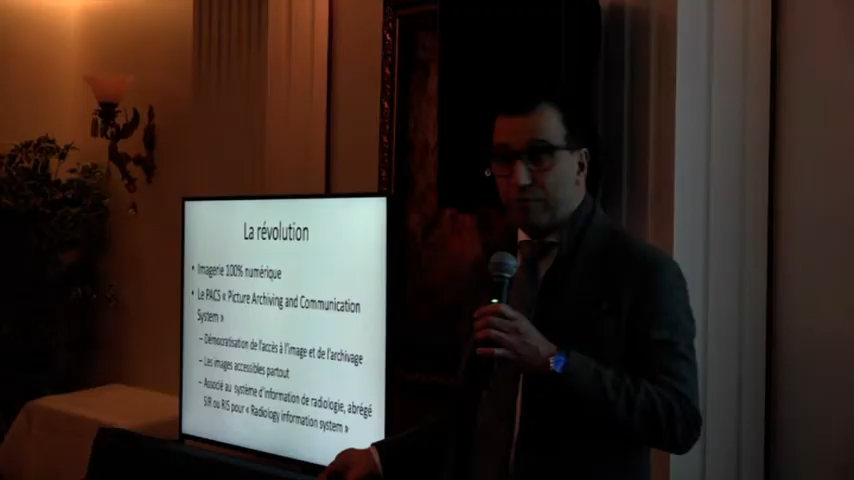 La révolution
• Imagerie 100% numérique
• Le PACS « Picture Archiving and Communication
System »
– Démocratisation de l'accès à l'image et de l'archivage
– Les images accessibles partout
– Associé au système d'information de radiologie, abrégé
SIR ou RIS pour « Radiology information system »